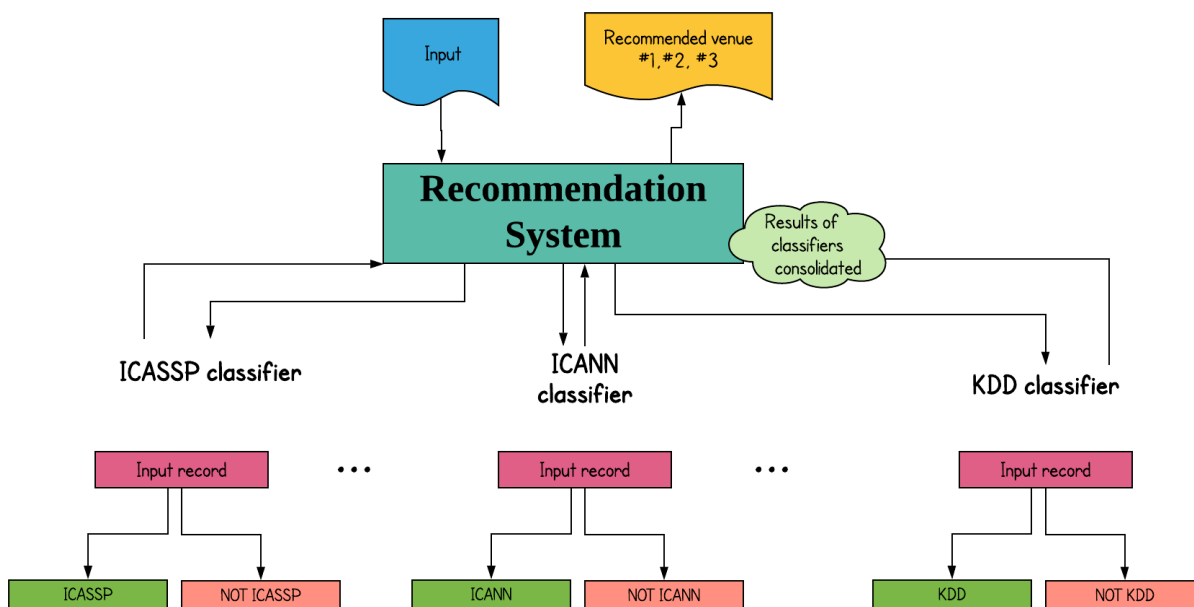 Input
Recommended venue
#1,#2, #3
Recommendation
System
Results of
classifiers
consolidated
ICASSP classifier
ICANN
classifier
KDD classifier
Input record
...
Input record
...
Input record
ICASSP
NOT ICASSP
ICANN
NOT ICANN
KDD
NOT KDD